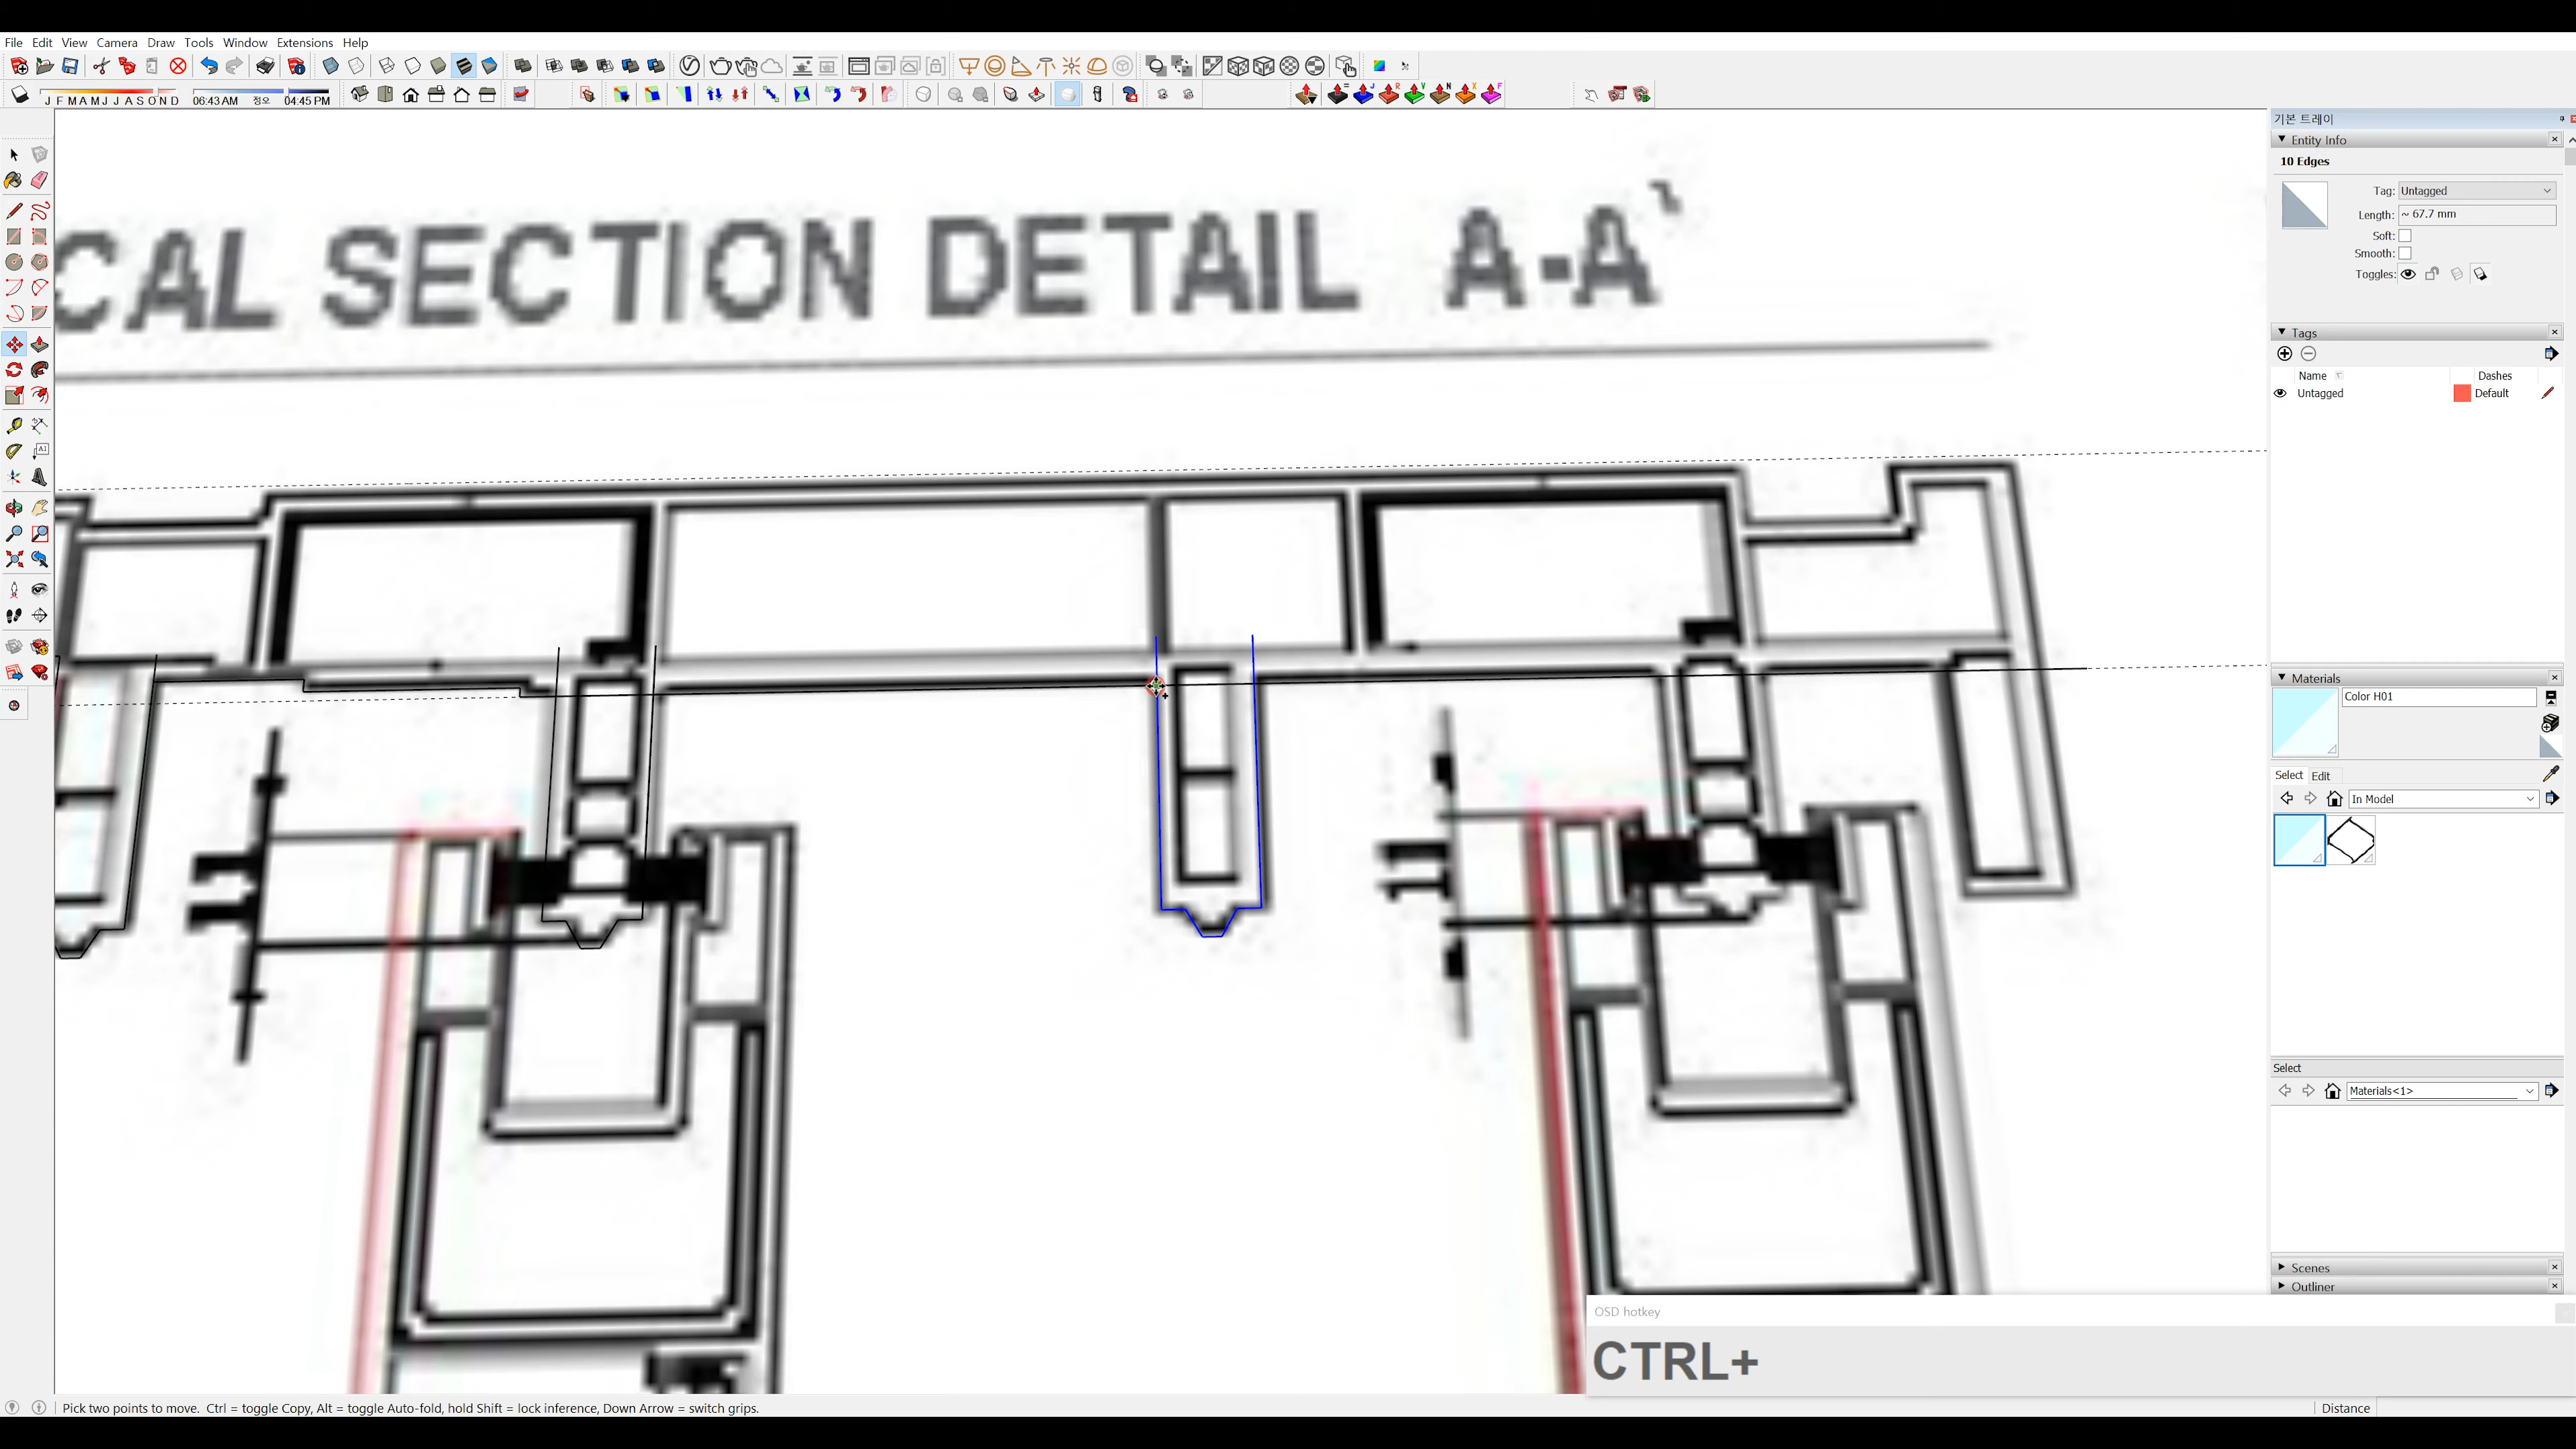 File Edit View Camera Draw Tools Window Extensions Help
J F M A M J J A S O N D 06:43 AM 정오 04:45 PM
= J R V N X F
기본 트레이
Entity Info
10 Edges
Tag: Untagged
Length: ~ 67.7 mm
Soft:
Smooth:
Toggles:
Tags
Name Dashes
Untagged Default
Materials
Color H01
Select Edit
In Model
Select
Materials<1>
Scenes
Outliner
CAL SECTION DETAIL A-A`
A1
OSD hotkey
CTRL+
Pick two points to move. Ctrl = toggle Copy, Alt = toggle Auto-fold, hold Shift = lock inference, Down Arrow = switch grips.
Distance